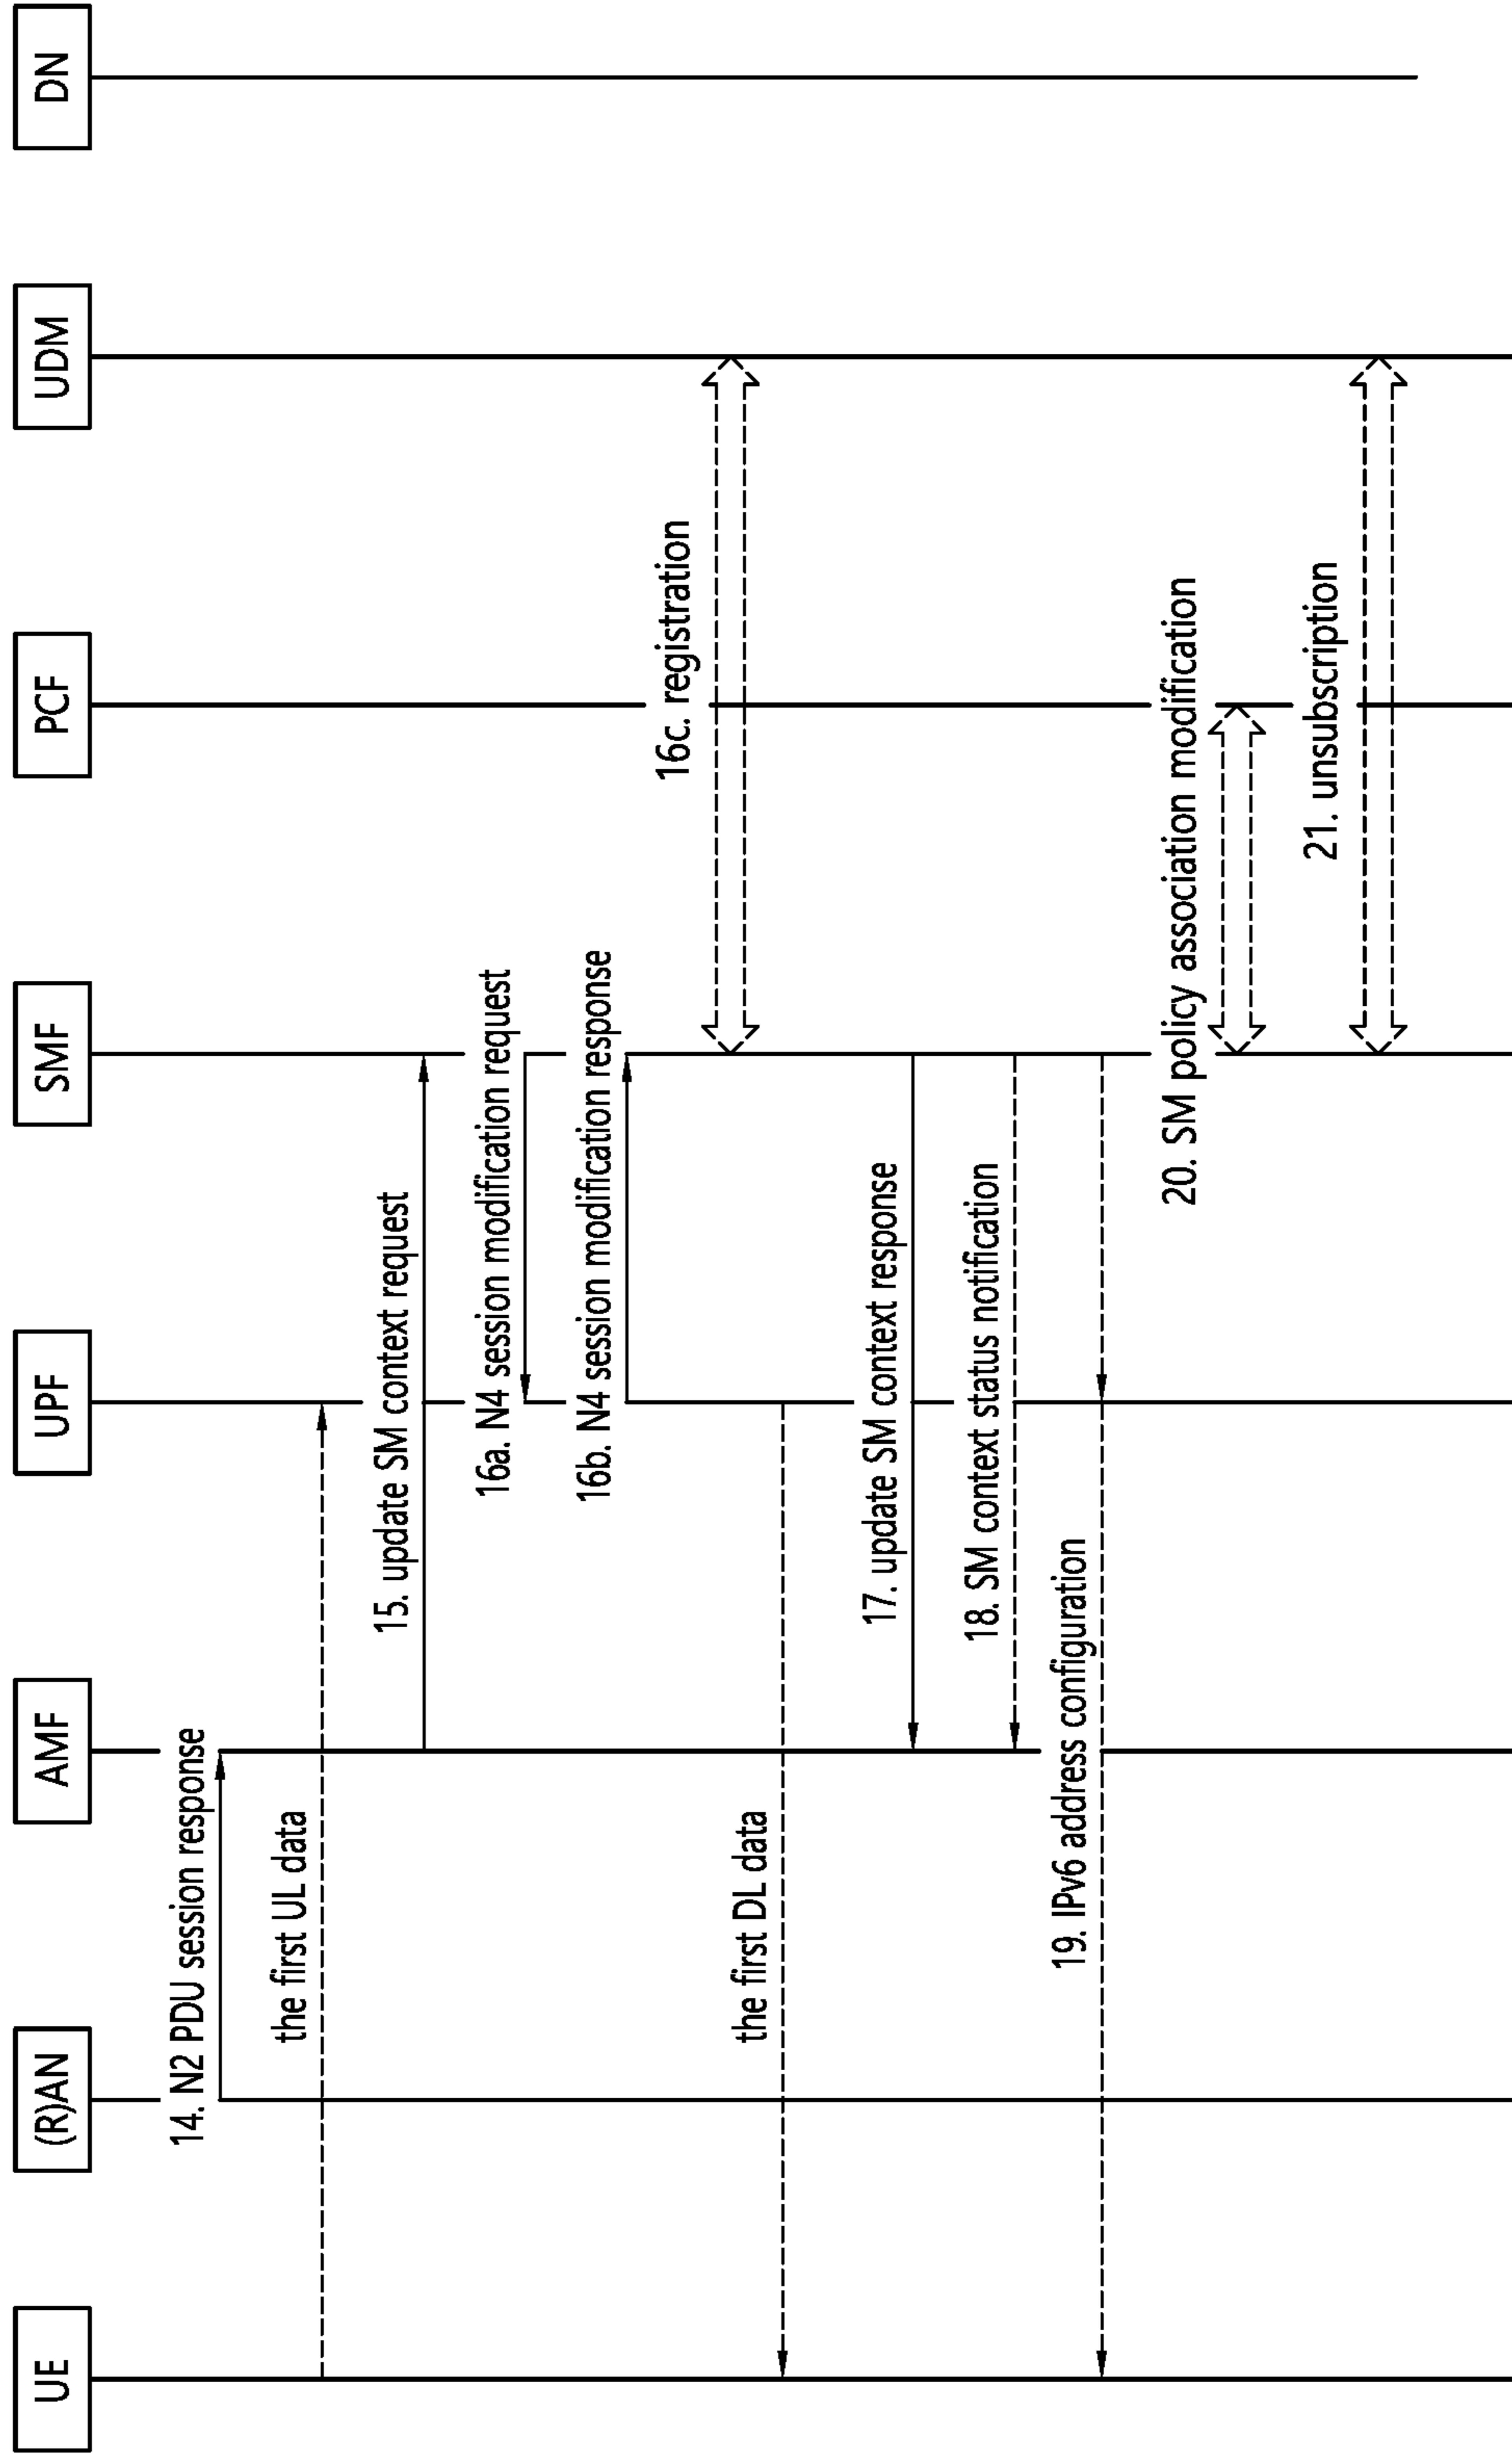 UE
(R)AN
AMF
UPF
SMF
PCF
UDM
DN
14. N2 PDU session response
the first UL data
15. update SM context request
16a. N4 session modification request
16b. N4 session modification response
16c. registration
the first DL data
17. update SM context response
18. SM context status notification
19. IPv6 address configuration
20. SM policy association modification
21. unsubscription